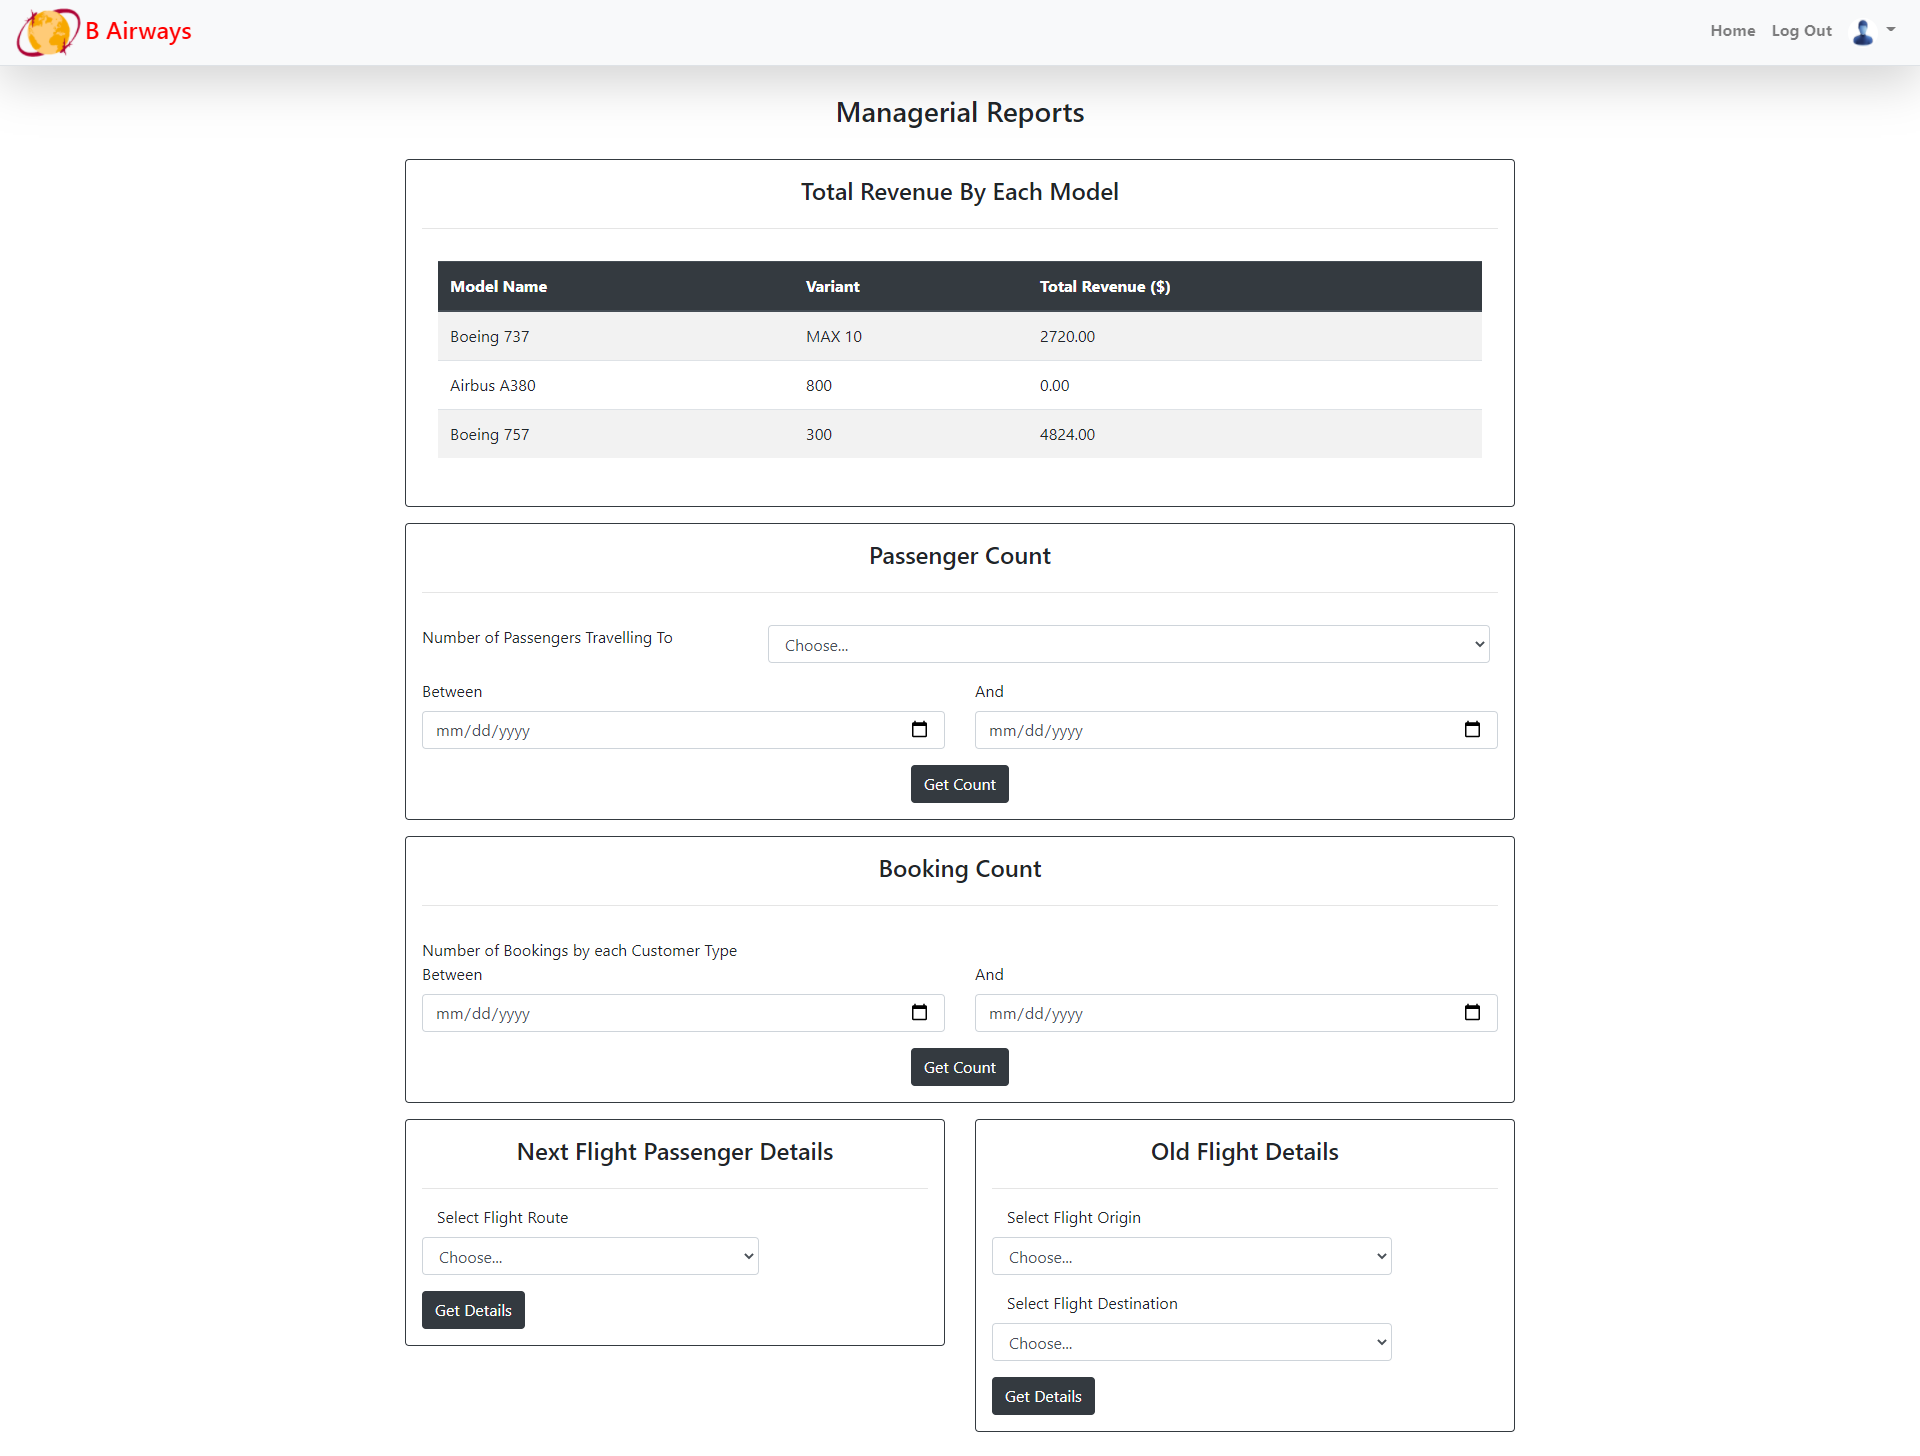 B Airways
Home Log Out
Managerial Reports
Total Revenue By Each Model
Model Name Variant Total Revenue ($)
Boeing 737 MAX 10 2720.00
Airbus A380 800 0.00
Boeing 757 300 4824.00
Passenger Count
Number of Passengers Travelling To Choose...
Between And
mm/dd/yyyy mm/dd/yyyy
Get Count
Booking Count
Number of Bookings by each Customer Type
Between And
mm/dd/yyyy mm/dd/yyyy
Get Count
Next Flight Passenger Details
Select Flight Route
Choose...
Get Details
Old Flight Details
Select Flight Origin
Choose...
Select Flight Destination
Choose...
Get Details